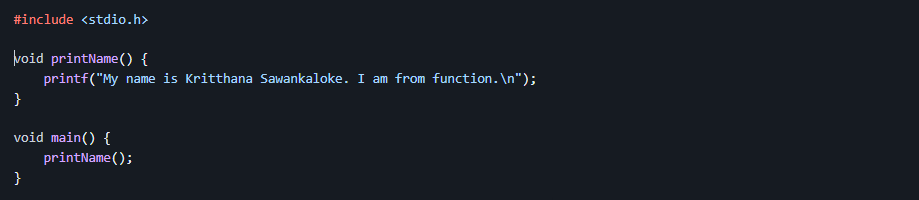 #include <stdio.h>
void printName() {
printf("My name is Kritthana Sawankaloke. I am from function.\n");
}
void main() {
printName();
}